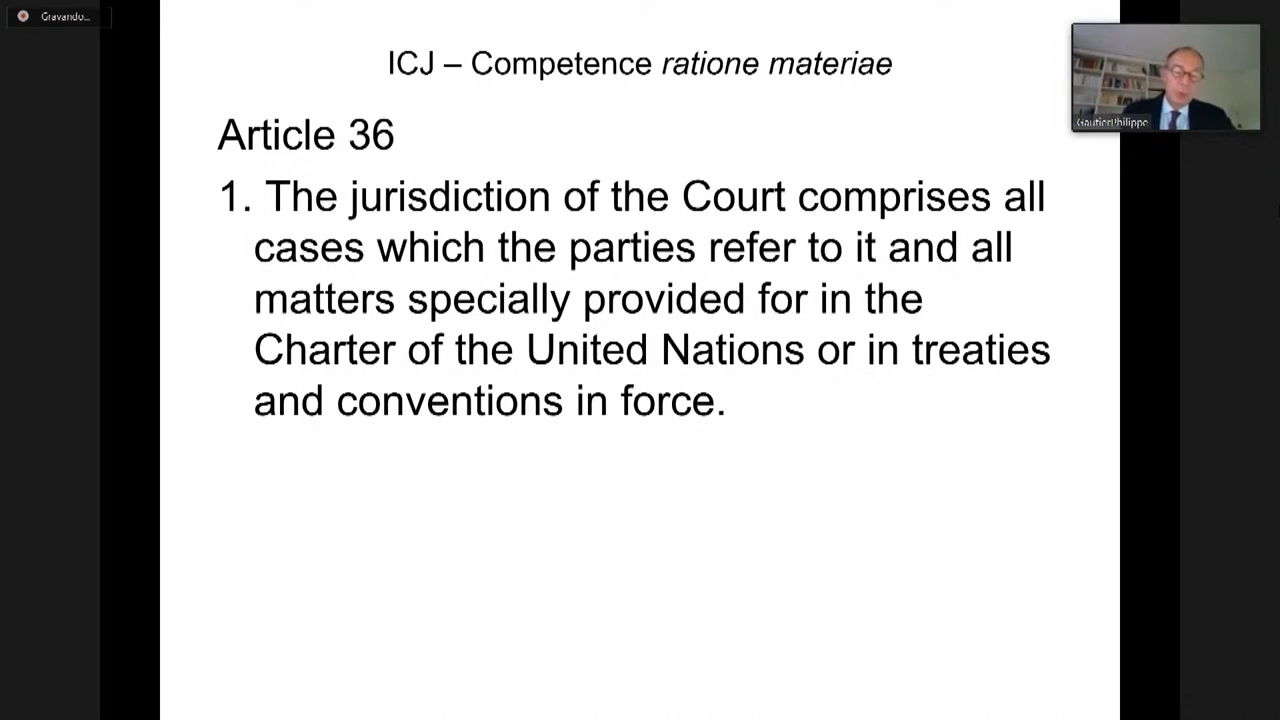 Gravando...
ICJ – Competence ratione materiae
GautierPhilippe
Article 36
1. The jurisdiction of the Court comprises all
cases which the parties refer to it and all
matters specially provided for in the
Charter of the United Nations or in treaties
and conventions in force.